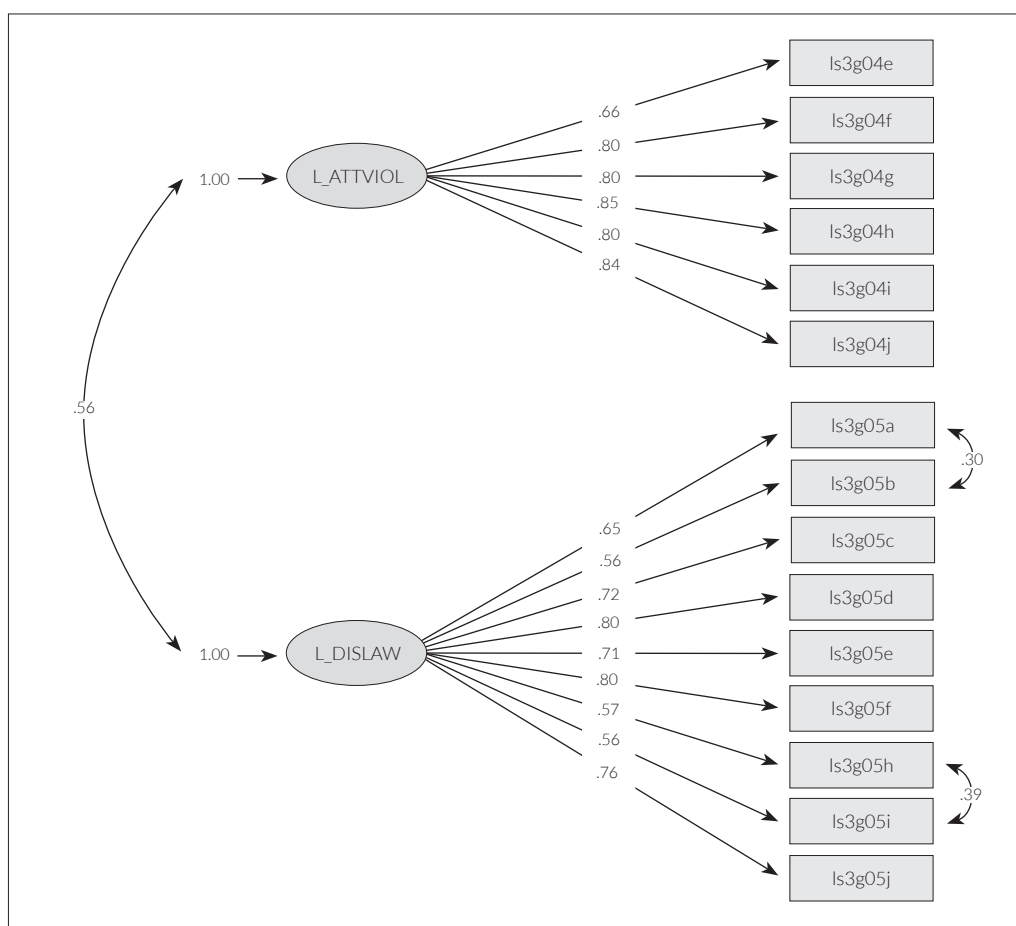 ls3g04e
.66
ls3g04f
.80
1.00
L_ATTVIOL
.80
ls3g04g
.85
ls3g04h
.80
.84
ls3g04i
ls3g04j
.56
ls3g05a
.30
ls3g05b
.65
.56
ls3g05c
.72
ls3g05d
.80
1.00
L_DISLAW
.71
ls3g05e
.80
ls3g05f
.57
.56
ls3g05h
.76
.39
ls3g05i
ls3g05j